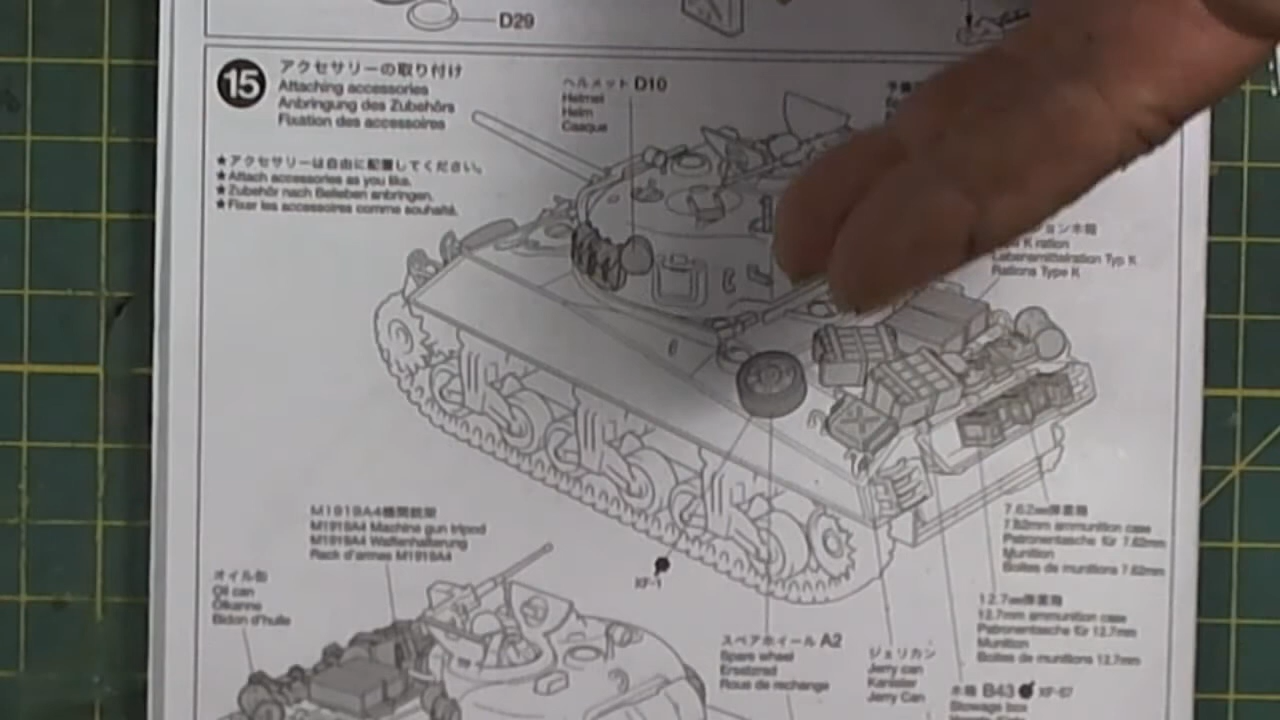 D29
15
アクセサリーの取り付け
Attaching accessories
Anbringung des Zubehörs
Fixation des accessoires
★アクセサリーは自由に配置してください。
★Attach accessories as you like.
★Zubehör nach Belieben anbringen.
★Fixer les accessoires comme souhaité.
ヘルメット D10
Helmet
Helm
Casque
K ration
Lebensmittelration Typ K
Rations Type K
M1919A4機関銃架
M1919A4 Machine gun tripod
M1919A4 Waffenhalterung
Rack d'armes M1919A4
オイル缶
Oil can
Ölkanne
Bidon d'huile
XF-1
スペアホイール A2
Spare wheel
Ersatzrad
Roue de rechange
ジェリカン
Jerry can
Kanister
Jerry Can
7.62㎜弾薬箱
7.62mm ammunition case
Patronentasche für 7.62mm
Munition
Boîtes de munitions 7.62mm
12.7㎜弾薬箱
12.7mm ammunition case
Patronentasche für 12.7mm
Munition
Boîtes de munitions 12.7mm
木箱 B43 XF-57
Stowage box